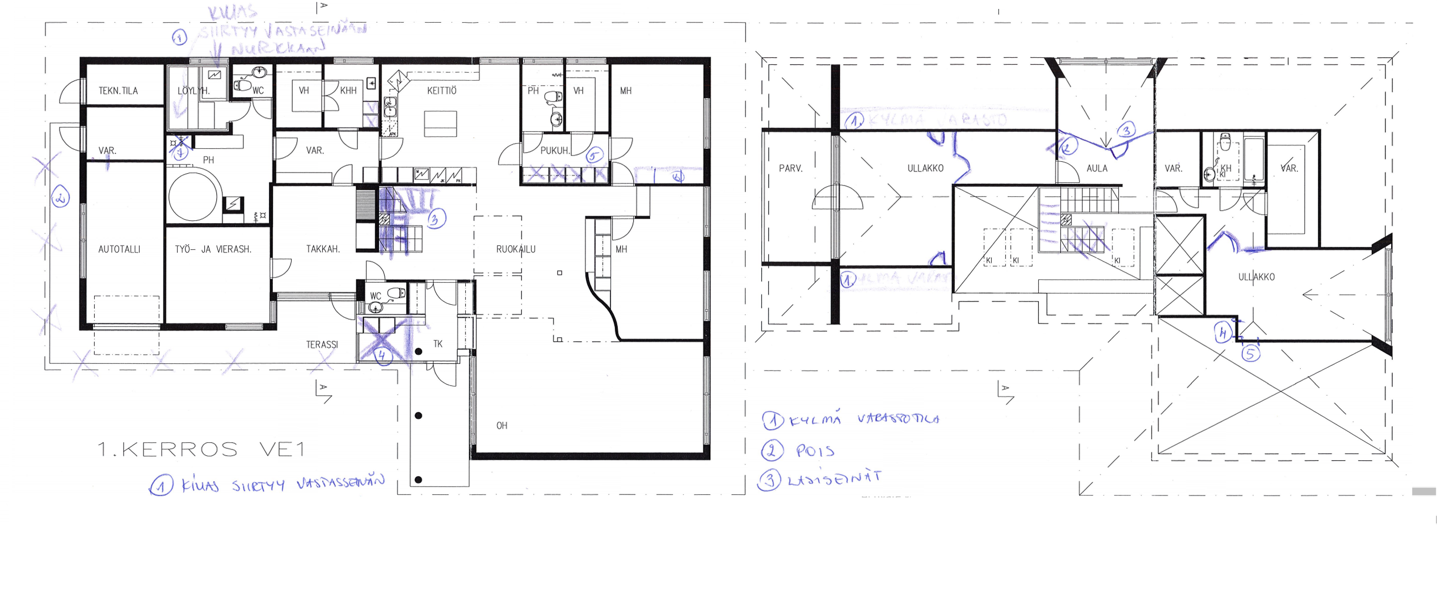 KIUAS
① SIIRTYY VASTASEINÄÄN
NURKKAAN
A
TEKN.TILA
LÖYLYH.
WC
VH
KHH
KEITTIÖ
PH
VH
MH
① KYLMÄ VARASTO
VAR.
7
PH
VAR.
PUKUH.
5
PARV.
ULLAKKO
2
3
AULA
VAR.
KH
KI
VAR.
2
3
AUTOTALLI
TYÖ- JA VIERASH.
TAKKAH.
RUOKAILU
MH
KI
KI
KI
ULLAKKO
①
WC
TERASSI
4
TK
4
5
A
A
OH
1.KERROS VE1
① KIUAS SIIRTYY VASTASSEINÄN
① KYLMÄ VARASTOTILA
② POIS
③ LASISEINÄT